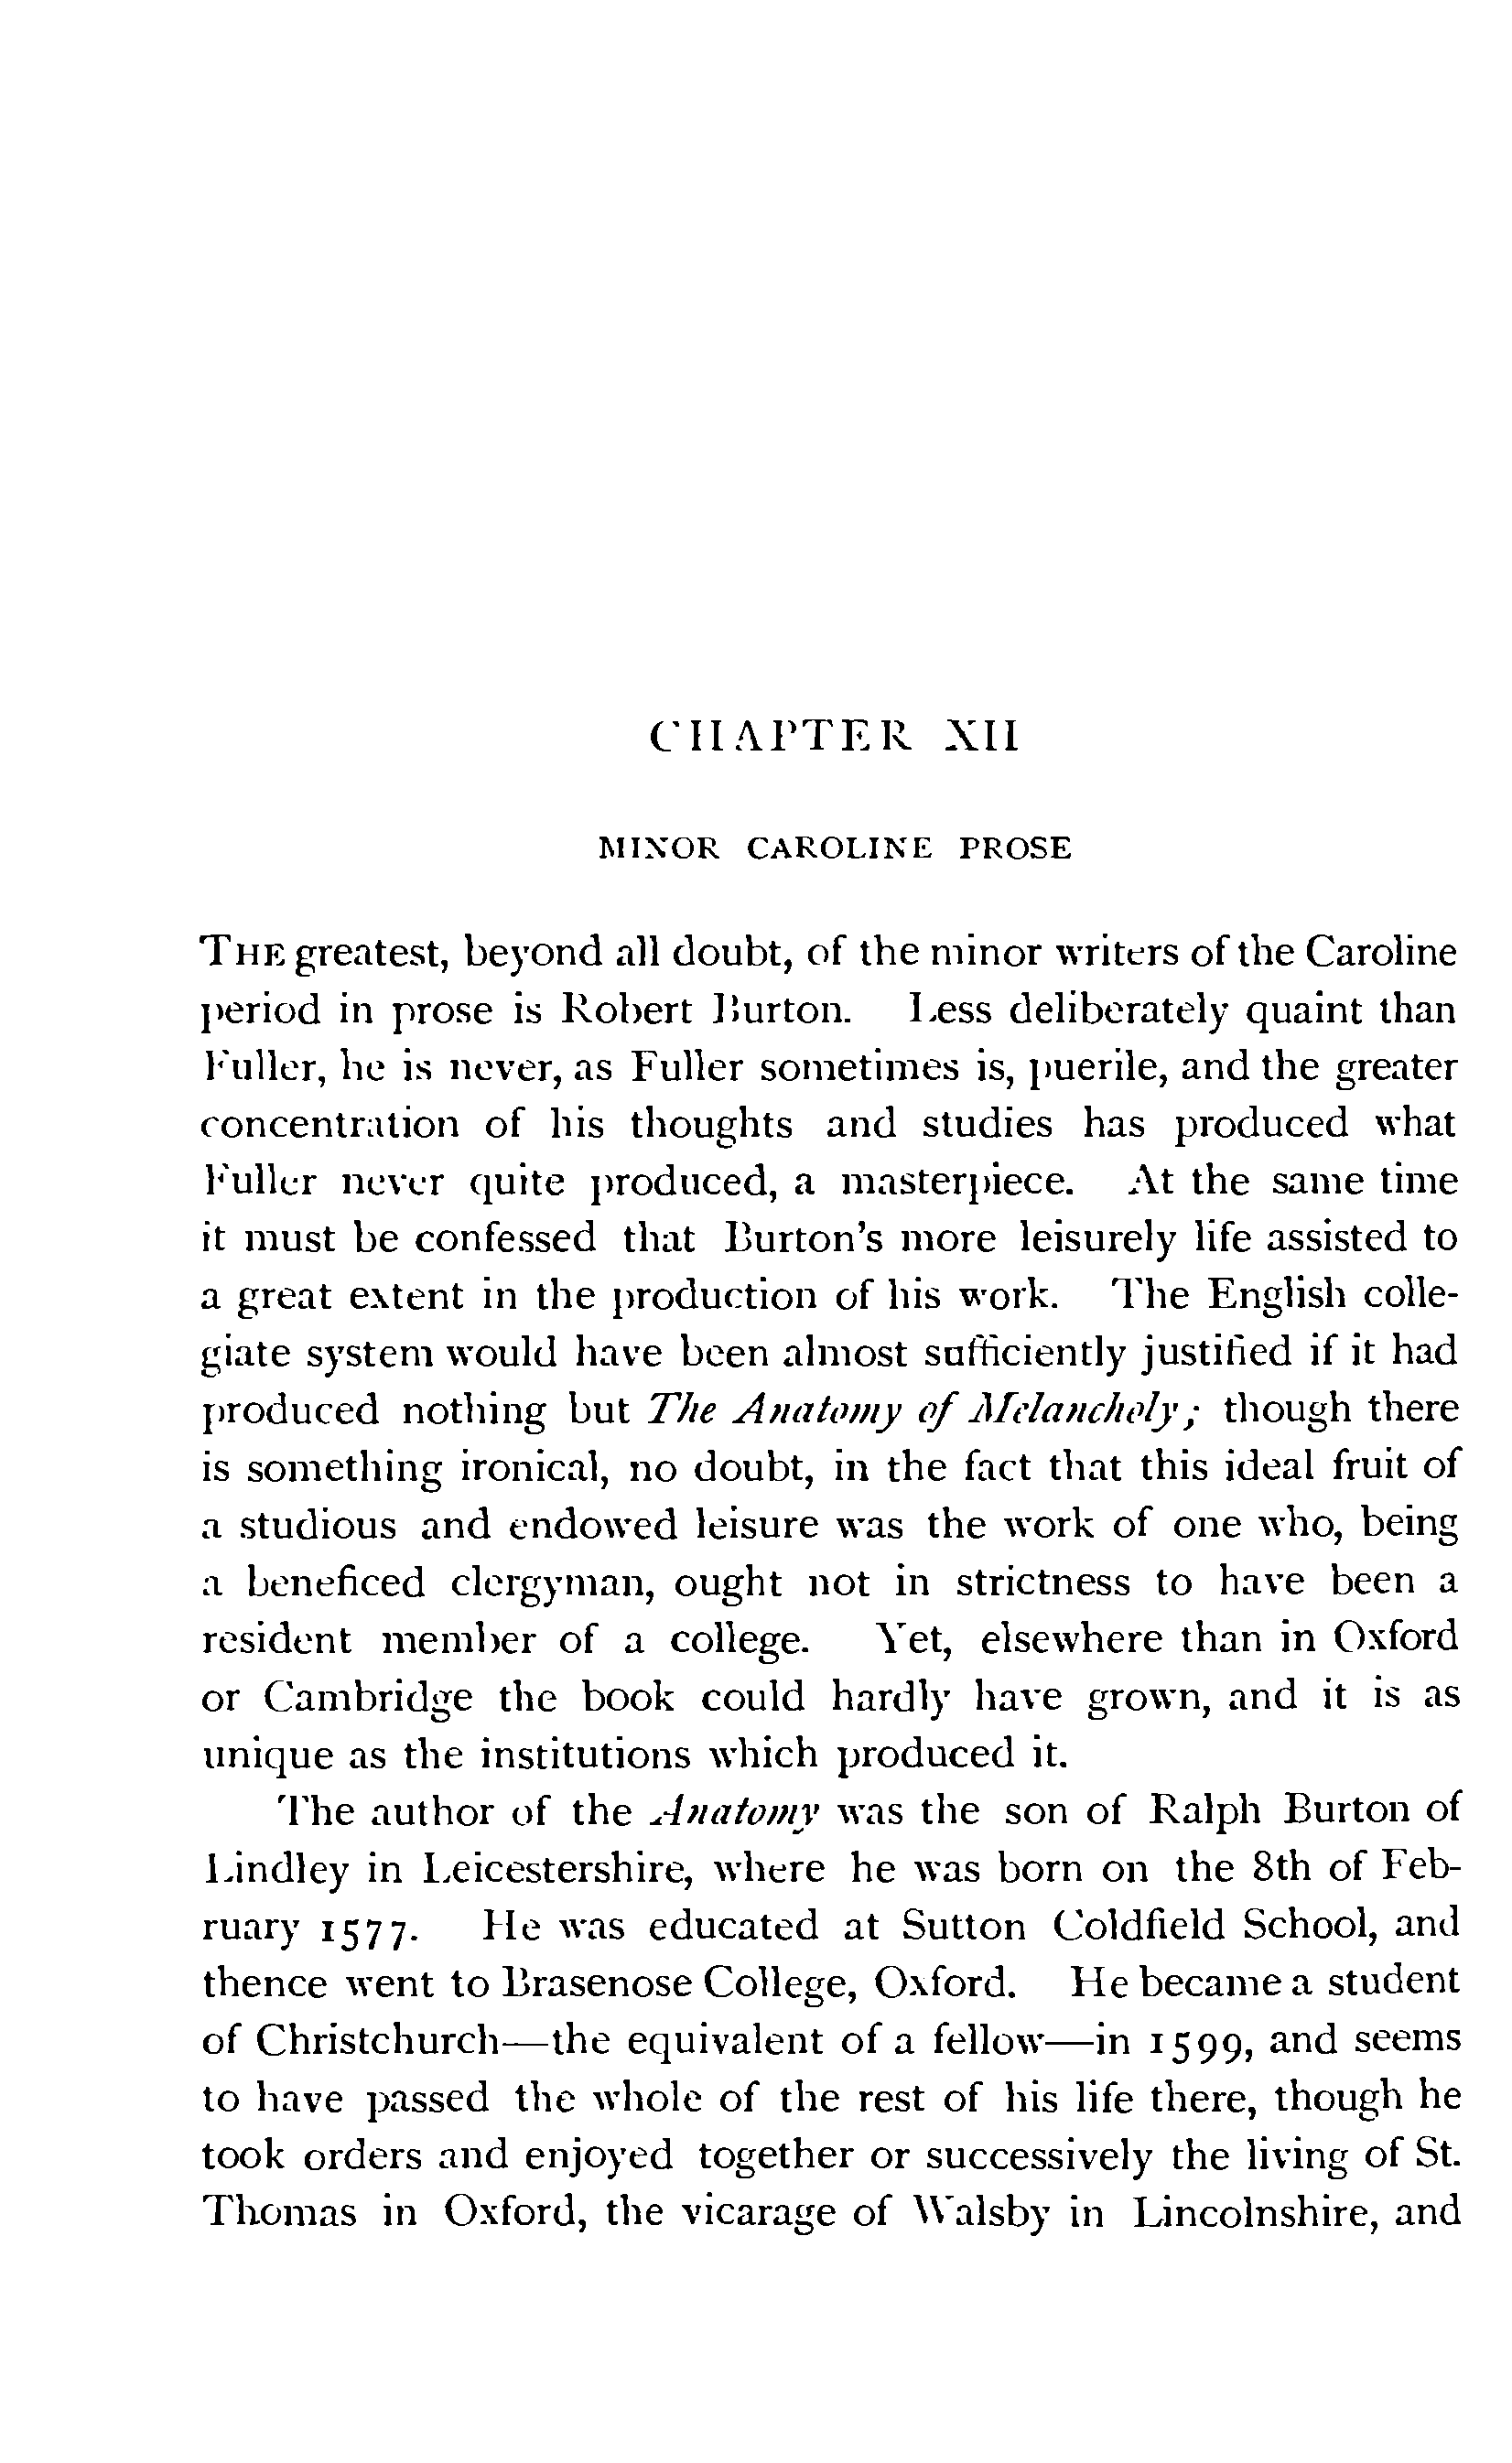 CHAPTER XII
MINOR CAROLINE PROSE
THE greatest, beyond all doubt, of the minor writers of the Caroline
period in prose is Robert Burton. Less deliberately quaint than
Fuller, he is never, as Fuller sometimes is, puerile, and the greater
concentration of his thoughts and studies has produced what
Fuller never quite produced, a masterpiece. At the same time
it must be confessed that Burton's more leisurely life assisted to
a great extent in the production of his work. The English colle-
giate system would have been almost sufficiently justified if it had
produced nothing but The Anatomy of Melancholy; though there
is something ironical, no doubt, in the fact that this ideal fruit of
a studious and endowed leisure was the work of one who, being
a beneficed clergyman, ought not in strictness to have been a
resident member of a college. Yet, elsewhere than in Oxford
or Cambridge the book could hardly have grown, and it is as
unique as the institutions which produced it.
The author of the Anatomy was the son of Ralph Burton of
Lindley in Leicestershire, where he was born on the 8th of Feb-
ruary 1577. He was educated at Sutton Coldfield School, and
thence went to Brasenose College, Oxford. He became a student
of Christchurch—the equivalent of a fellow—in 1599, and seems
to have passed the whole of the rest of his life there, though he
took orders and enjoyed together or successively the living of St.
Thomas in Oxford, the vicarage of Walsby in Lincolnshire, and